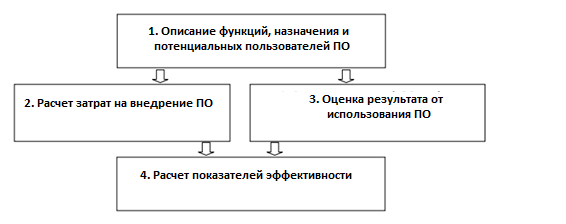 1. Описание функций, назначения и
потенциальных пользователей ПО
2. Расчет затрат на внедрение ПО
3. Оценка результата от
использования ПО
4. Расчет показателей эффективности